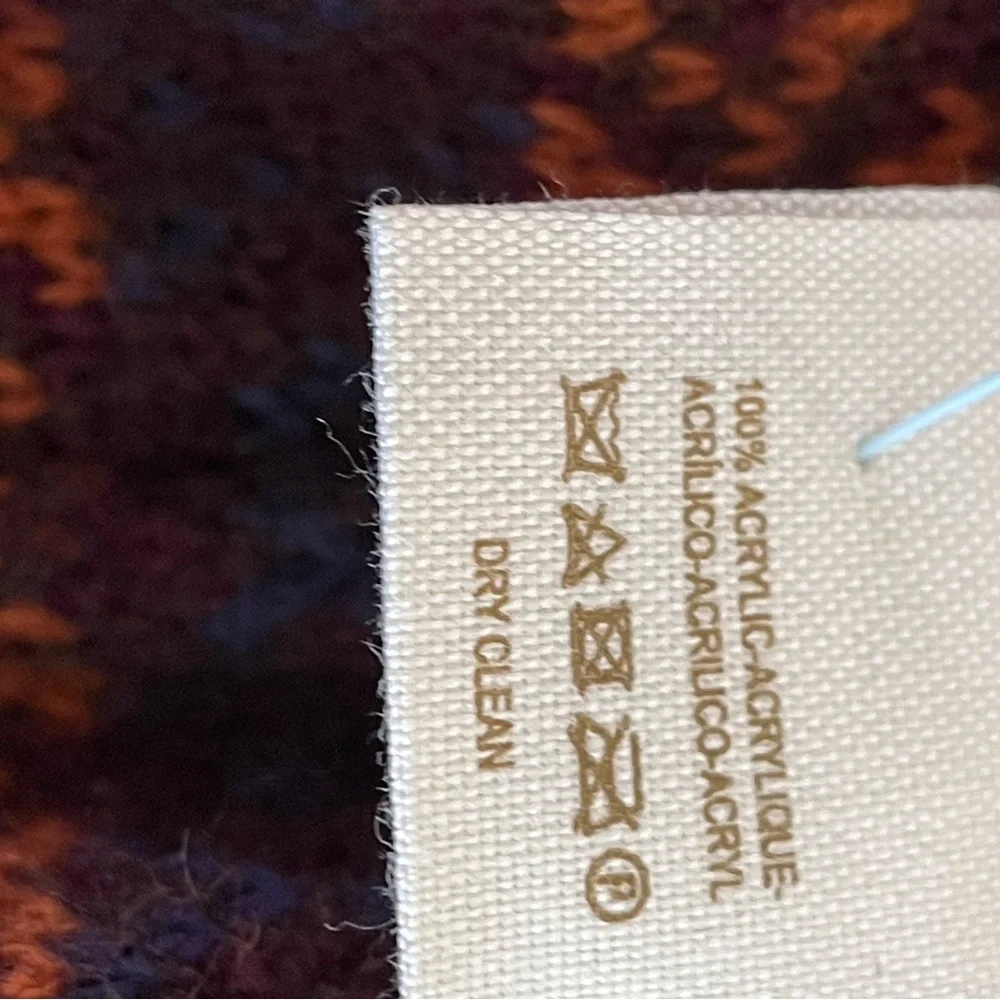 100% ACRYLIC-ACRYLIQUE-
ACRÍLICO-ACRILICO-ACRYL
P
DRY CLEAN